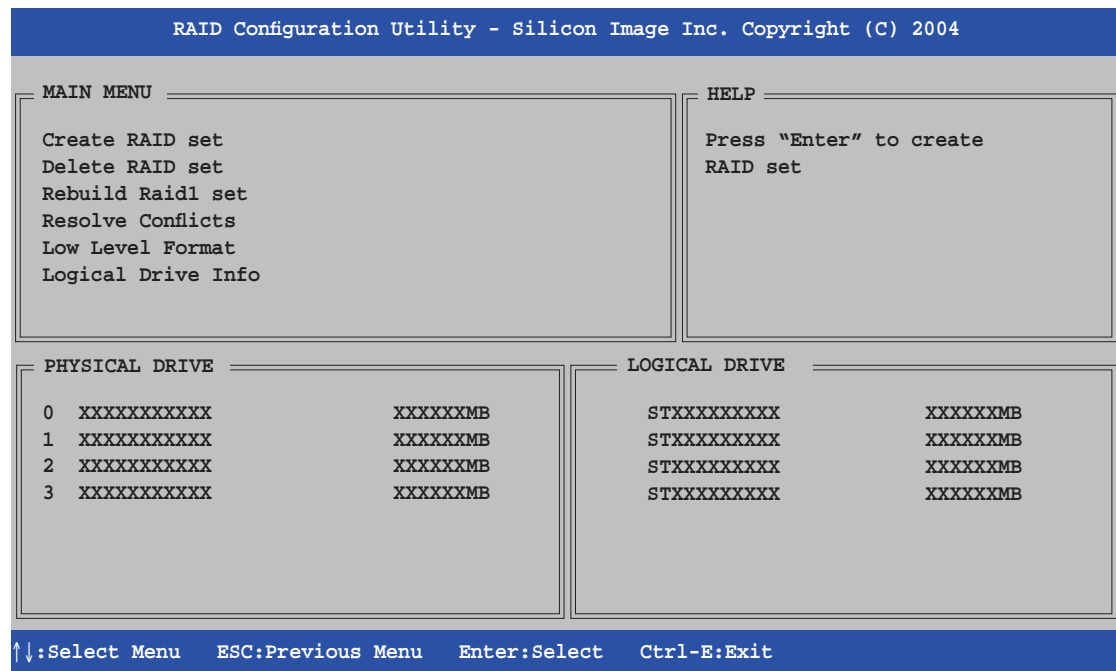 RAID Configuration Utility - Silicon Image Inc. Copyright (C) 2004
MAIN MENU
Create RAID set
Delete RAID set
Rebuild Raid1 set
Resolve Conflicts
Low Level Format
Logical Drive Info
HELP
Press “Enter” to create
RAID set
PHYSICAL DRIVE
0 XXXXXXXXXXX XXXXXXMB
1 XXXXXXXXXXX XXXXXXMB
2 XXXXXXXXXXX XXXXXXMB
3 XXXXXXXXXXX XXXXXXMB
LOGICAL DRIVE
STXXXXXXXXX XXXXXXMB
STXXXXXXXXX XXXXXXMB
STXXXXXXXXX XXXXXXMB
STXXXXXXXXX XXXXXXMB
↑↓:Select Menu ESC:Previous Menu Enter:Select Ctrl-E:Exit